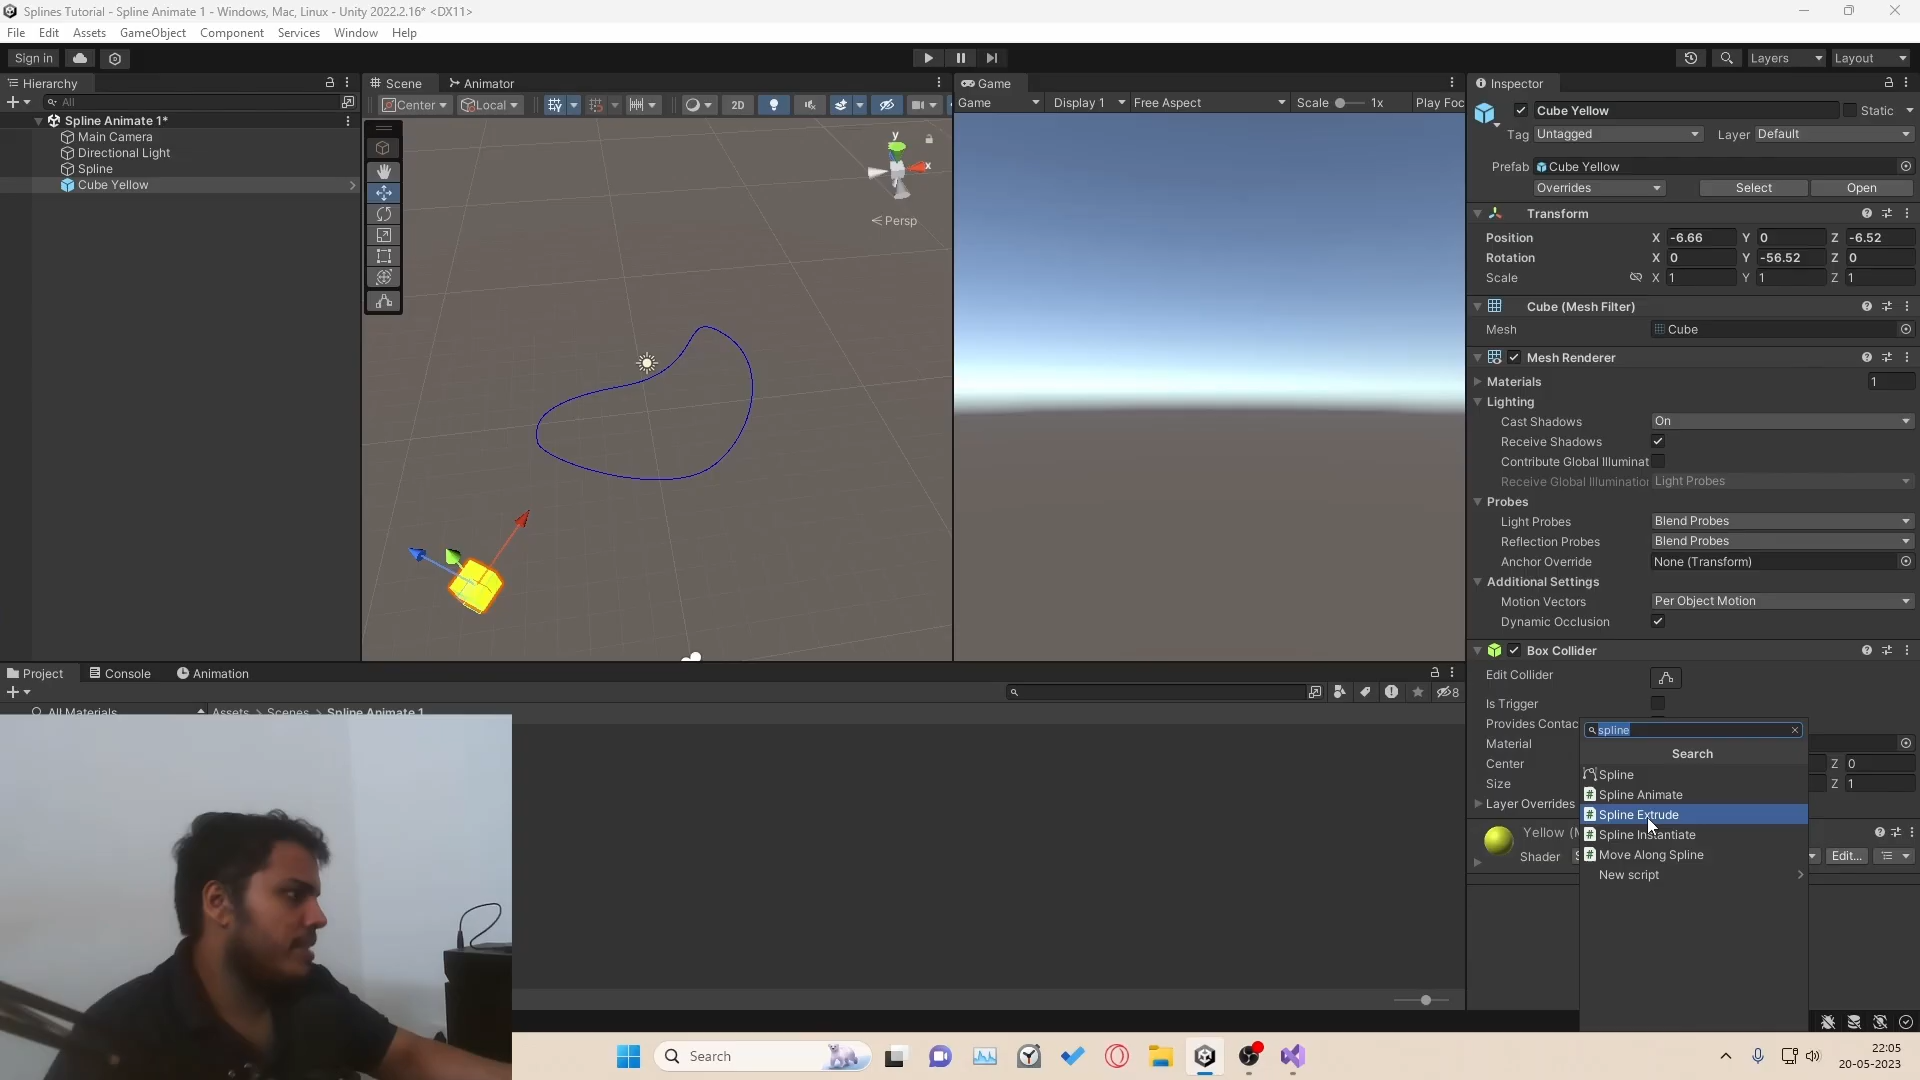 Splines Tutorial - Spline Animate 1 - Windows, Mac, Linux - Unity 2022.2.16* <DX11>
File Edit Assets GameObject Component Services Window Help
Sign in
Layers
Layout
Hierarchy
All
Spline Animate 1*
Main Camera
Directional Light
Spline
Cube Yellow
Scene
Animator
Center
Local
2D
y
x
Persp
Game
Game
Display 1
Free Aspect
Scale
1x
Play Foc
Inspector
Cube Yellow
Static
Tag
Untagged
Layer
Default
Prefab
Cube Yellow
Overrides
Select
Open
Transform
Position X -6.66 Y 0 Z -6.52
Rotation X 0 Y -56.52 Z 0
Scale X 1 Y 1 Z 1
Cube (Mesh Filter)
Mesh
Cube
Mesh Renderer
Materials
1
Lighting
Cast Shadows
On
Receive Shadows
Contribute Global Illuminat
Receive Global Illumination
Light Probes
Probes
Light Probes
Blend Probes
Reflection Probes
Blend Probes
Anchor Override
None (Transform)
Additional Settings
Motion Vectors
Per Object Motion
Dynamic Occlusion
Box Collider
Edit Collider
Is Trigger
Provides Contac
Material
Center
Z 0
Size
Z 1
Layer Overrides
Yellow (M
Shader
Edit...
spline
Search
Spline
Spline Animate
Spline Extrude
Spline Instantiate
Move Along Spline
New script
Project
Console
Animation
8
All Materials
Assets > Scenes > Spline Animate 1
Search
22:05
20-05-2023